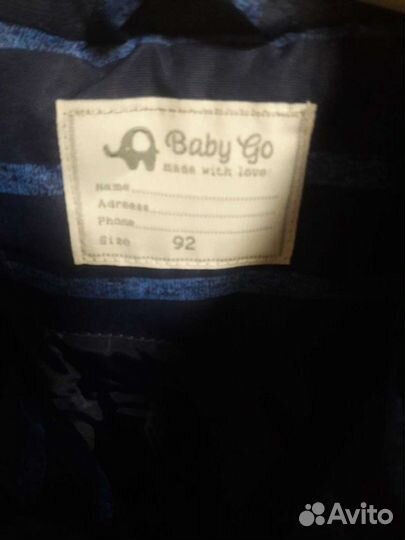 Baby Go
made with love
Name
Adress
Phone
Size 92
Avito